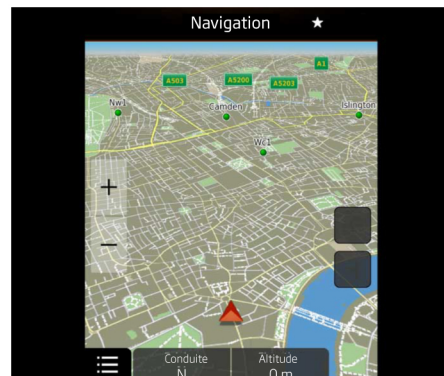 Navigation
A1
A503 A5200 A5203
Nw1 Camden Islington
Wc1
+
−
Conduite Altitude
N 0 m